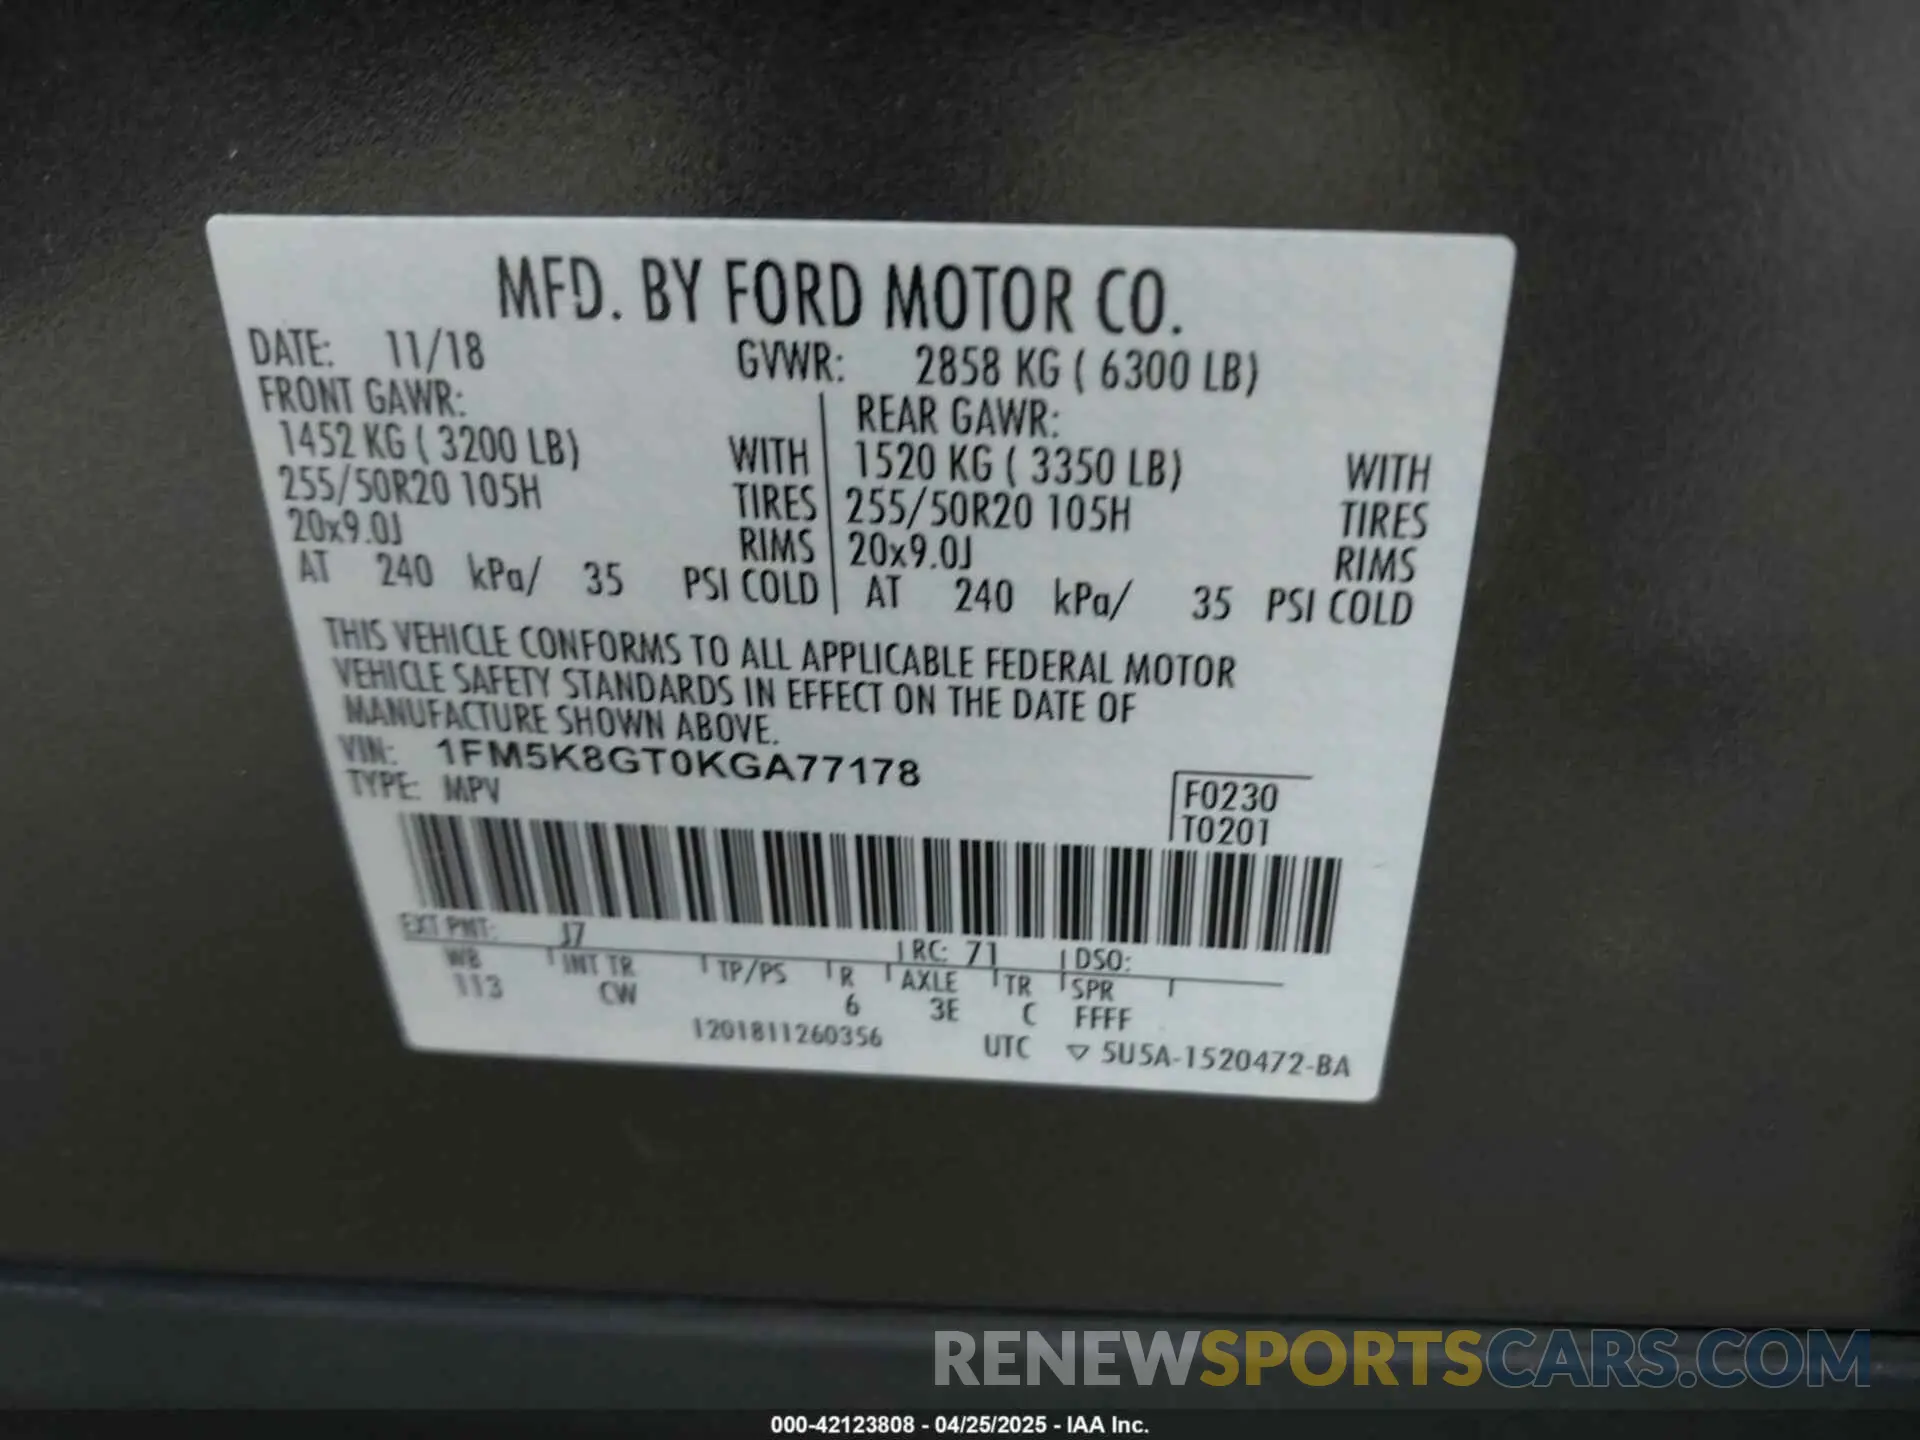 MFD. BY FORD MOTOR CO.
DATE: 11/18 GVWR: 2858 KG ( 6300 LB)
FRONT GAWR: REAR GAWR:
1452 KG ( 3200 LB) WITH 1520 KG ( 3350 LB) WITH
255/50R20 105H TIRES 255/50R20 105H TIRES
20x9.0J RIMS 20x9.0J RIMS
AT 240 kPa/ 35 PSI COLD AT 240 kPa/ 35 PSI COLD
THIS VEHICLE CONFORMS TO ALL APPLICABLE FEDERAL MOTOR
VEHICLE SAFETY STANDARDS IN EFFECT ON THE DATE OF
MANUFACTURE SHOWN ABOVE.
VIN: 1FM5K8GT0KGA77178
TYPE: MPV
F0230
T0201
EXT PNT: J7 RC: 71 DSO:
WB INT TR TP/PS R AXLE TR SPR
113 CW 6 3E C FFFF
1201811260356 UTC ▽ 5U5A-1520472-BA
RENEWSPORTSCARS.COM
000-42123808 - 04/25/2025 - IAA Inc.